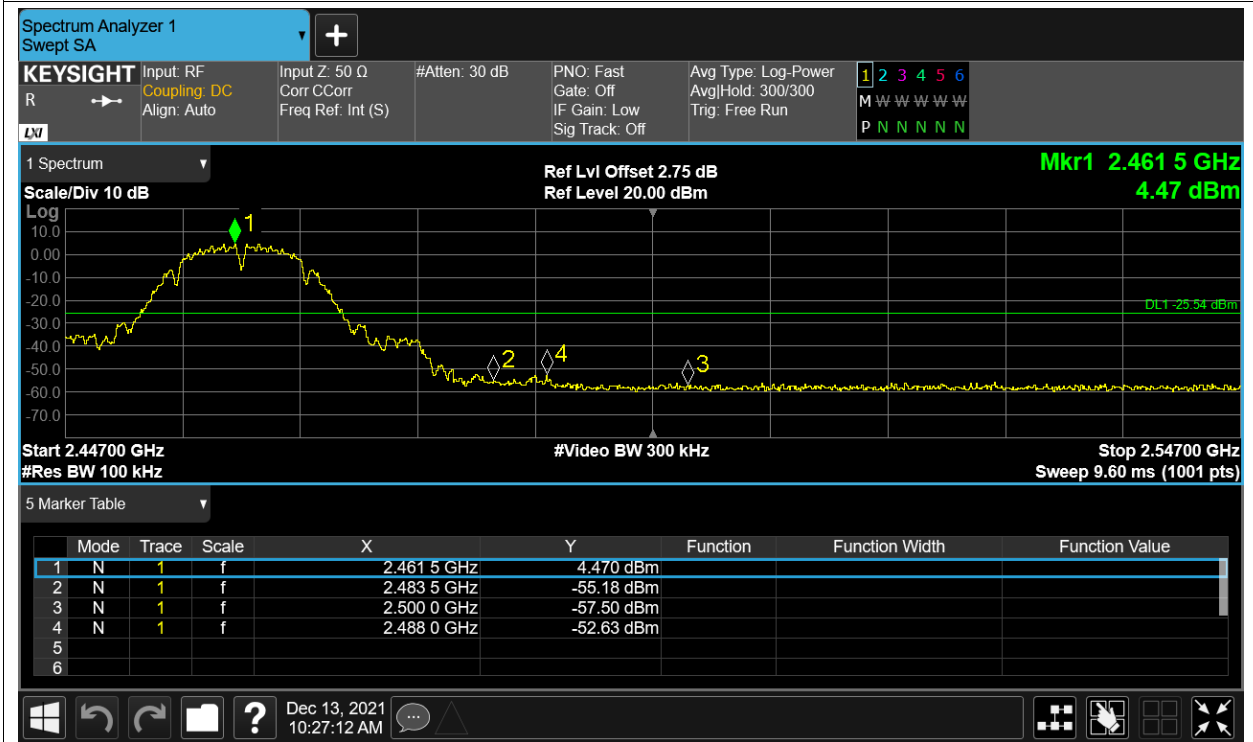 Spectrum Analyzer 1
Swept SA
+
KEYSIGHT
R
LXI
Input: RF
Coupling: DC
Align: Auto
Input Z: 50 Ω
Corr CCorr
Freq Ref: Int (S)
#Atten: 30 dB
PNO: Fast
Gate: Off
IF Gain: Low
Sig Track: Off
Avg Type: Log-Power
Avg|Hold: 300/300
Trig: Free Run
1 2 3 4 5 6
M W W W W W
P N N N N N
1 Spectrum
Scale/Div 10 dB
Ref Lvl Offset 2.75 dB
Ref Level 20.00 dBm
Mkr1 2.461 5 GHz
4.47 dBm
Log
10.0
0.00
-10.0
-20.0
-30.0
-40.0
-50.0
-60.0
-70.0
1
2
4
3
DL1 -25.54 dBm
Start 2.44700 GHz
#Video BW 300 kHz
Stop 2.54700 GHz
#Res BW 100 kHz
Sweep 9.60 ms (1001 pts)
5 Marker Table
Mode Trace Scale X Y Function Function Width Function Value
1 N 1 f 2.461 5 GHz 4.470 dBm
2 N 1 f 2.483 5 GHz -55.18 dBm
3 N 1 f 2.500 0 GHz -57.50 dBm
4 N 1 f 2.488 0 GHz -52.63 dBm
5
6
?
Dec 13, 2021
10:27:12 AM